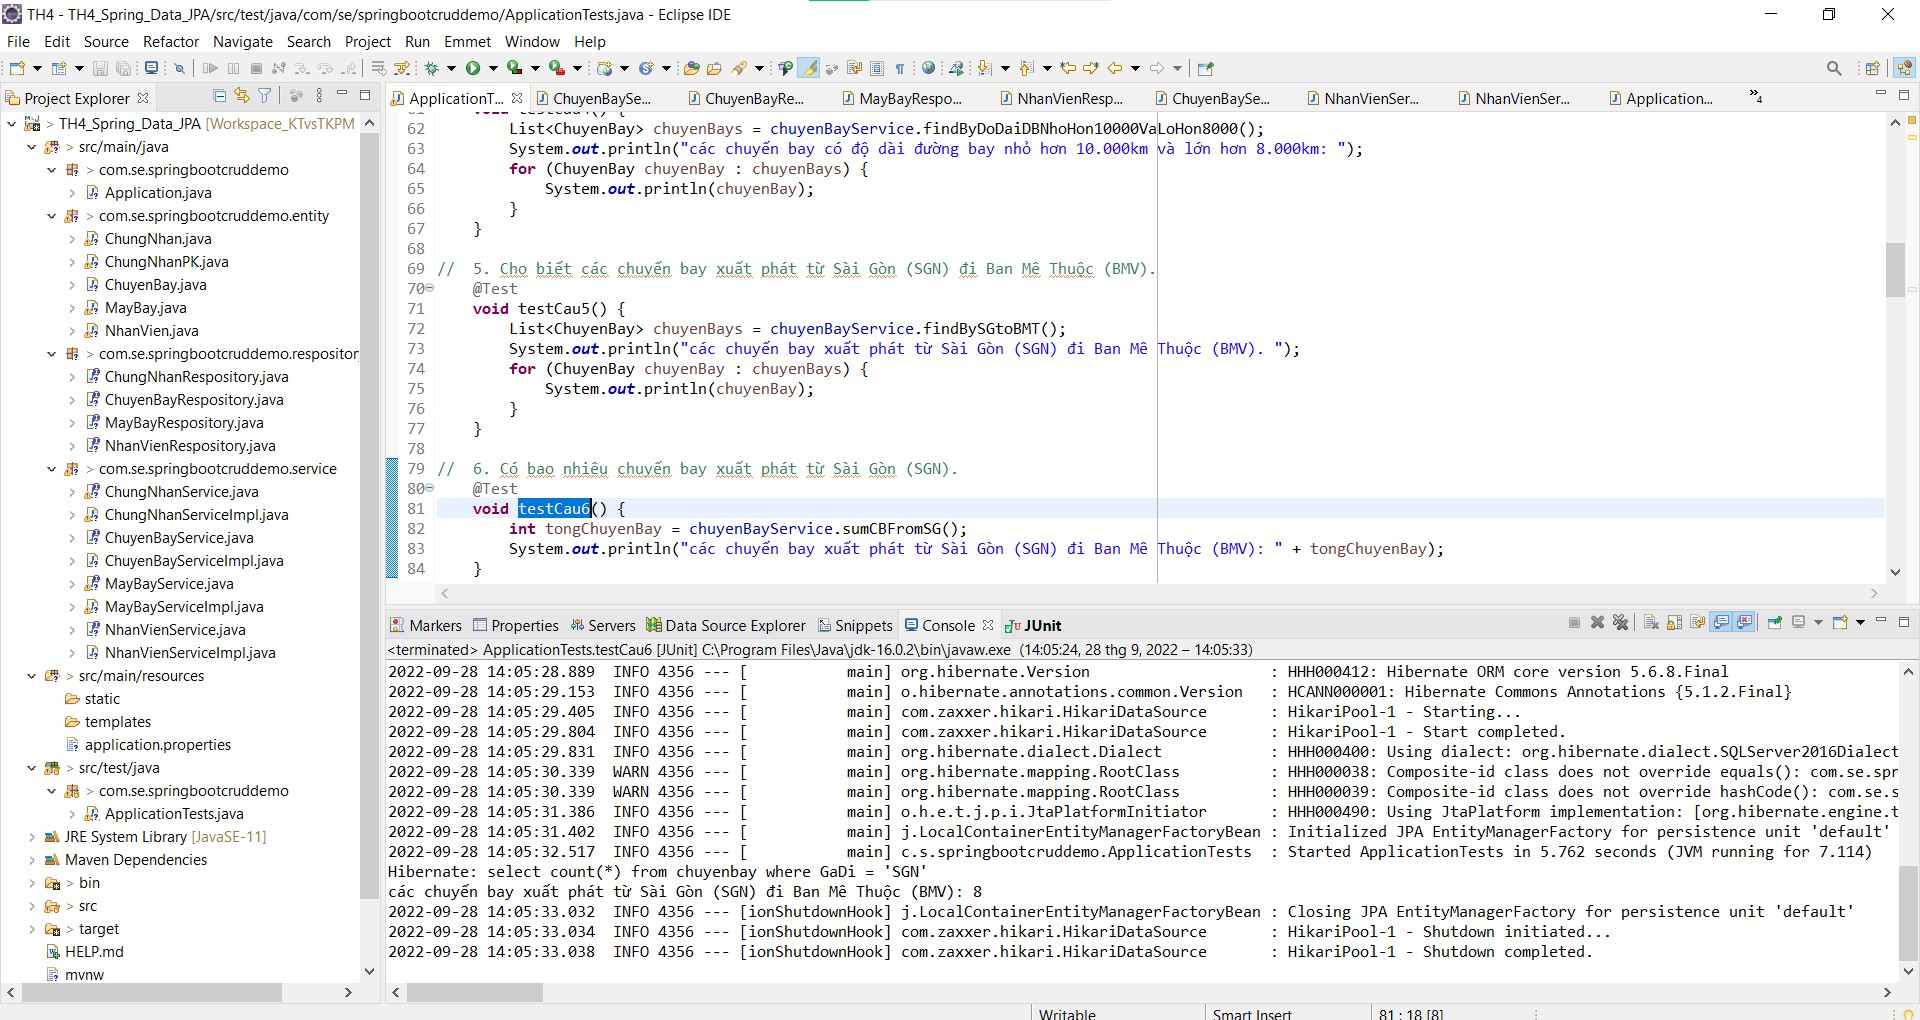 TH4 - TH4_Spring_Data_JPA/src/test/java/com/se/springbootcruddemo/ApplicationTests.java - Eclipse IDE
File Edit Source Refactor Navigate Search Project Run Emmet Window Help
Project Explorer
TH4_Spring_Data_JPA [Workspace_KTvsTKPM
> src/main/java
> com.se.springbootcruddemo
Application.java
> com.se.springbootcruddemo.entity
ChungNhan.java
ChungNhanPK.java
ChuyenBay.java
MayBay.java
NhanVien.java
> com.se.springbootcruddemo.respositor
ChungNhanRespository.java
ChuyenBayRespository.java
MayBayRespository.java
NhanVienRespository.java
> com.se.springbootcruddemo.service
ChungNhanService.java
ChungNhanServiceImpl.java
ChuyenBayService.java
ChuyenBayServiceImpl.java
MayBayService.java
MayBayServiceImpl.java
NhanVienService.java
NhanVienServiceImpl.java
> src/main/resources
static
templates
application.properties
> src/test/java
> com.se.springbootcruddemo
ApplicationTests.java
JRE System Library [JavaSE-11]
Maven Dependencies
> bin
> src
> target
HELP.md
mvnw
ApplicationT... ChuyenBaySe... ChuyenBayRe... MayBayRespo... NhanVienResp... ChuyenBaySe... NhanVienSer... NhanVienSer... Application... »4
62 List<ChuyenBay> chuyenBays = chuyenBayService.findByDoDaiDBNhoHon10000VaLoHon8000();
63 System.out.println("các chuyến bay có độ dài đường bay nhỏ hơn 10.000km và lớn hơn 8.000km: ");
64 for (ChuyenBay chuyenBay : chuyenBays) {
65 System.out.println(chuyenBay);
66 }
67 }
68
69 // 5. Cho biết các chuyến bay xuất phát từ Sài Gòn (SGN) đi Ban Mê Thuộc (BMV).
70 @Test
71 void testCau5() {
72 List<ChuyenBay> chuyenBays = chuyenBayService.findBySGtoBMT();
73 System.out.println("các chuyến bay xuất phát từ Sài Gòn (SGN) đi Ban Mê Thuộc (BMV). ");
74 for (ChuyenBay chuyenBay : chuyenBays) {
75 System.out.println(chuyenBay);
76 }
77 }
78
79 // 6. Có bao nhiêu chuyến bay xuất phát từ Sài Gòn (SGN).
80 @Test
81 void testCau6() {
82 int tongChuyenBay = chuyenBayService.sumCBFromSG();
83 System.out.println("các chuyến bay xuất phát từ Sài Gòn (SGN) đi Ban Mê Thuộc (BMV): " + tongChuyenBay);
84 }
Markers Properties Servers Data Source Explorer Snippets Console JUnit
<terminated> ApplicationTests.testCau6 [JUnit] C:\Program Files\Java\jdk-16.0.2\bin\javaw.exe (14:05:24, 28 thg 9, 2022 – 14:05:33)
2022-09-28 14:05:28.889 INFO 4356 --- [ main] org.hibernate.Version : HHH000412: Hibernate ORM core version 5.6.8.Final
2022-09-28 14:05:29.153 INFO 4356 --- [ main] o.hibernate.annotations.common.Version : HCANN000001: Hibernate Commons Annotations {5.1.2.Final}
2022-09-28 14:05:29.405 INFO 4356 --- [ main] com.zaxxer.hikari.HikariDataSource : HikariPool-1 - Starting...
2022-09-28 14:05:29.804 INFO 4356 --- [ main] com.zaxxer.hikari.HikariDataSource : HikariPool-1 - Start completed.
2022-09-28 14:05:29.831 INFO 4356 --- [ main] org.hibernate.dialect.Dialect : HHH000400: Using dialect: org.hibernate.dialect.SQLServer2016Dialect
2022-09-28 14:05:30.339 WARN 4356 --- [ main] org.hibernate.mapping.RootClass : HHH000038: Composite-id class does not override equals(): com.se.spr
2022-09-28 14:05:30.339 WARN 4356 --- [ main] org.hibernate.mapping.RootClass : HHH000039: Composite-id class does not override hashCode(): com.se.s
2022-09-28 14:05:31.386 INFO 4356 --- [ main] o.h.e.t.j.p.i.JtaPlatformInitiator : HHH000490: Using JtaPlatform implementation: [org.hibernate.engine.t
2022-09-28 14:05:31.402 INFO 4356 --- [ main] j.LocalContainerEntityManagerFactoryBean : Initialized JPA EntityManagerFactory for persistence unit 'default'
2022-09-28 14:05:32.517 INFO 4356 --- [ main] c.s.springbootcruddemo.ApplicationTests : Started ApplicationTests in 5.762 seconds (JVM running for 7.114)
Hibernate: select count(*) from chuyenbay where GaDi = 'SGN'
các chuyến bay xuất phát từ Sài Gòn (SGN) đi Ban Mê Thuộc (BMV): 8
2022-09-28 14:05:33.032 INFO 4356 --- [ionShutdownHook] j.LocalContainerEntityManagerFactoryBean : Closing JPA EntityManagerFactory for persistence unit 'default'
2022-09-28 14:05:33.034 INFO 4356 --- [ionShutdownHook] com.zaxxer.hikari.HikariDataSource : HikariPool-1 - Shutdown initiated...
2022-09-28 14:05:33.038 INFO 4356 --- [ionShutdownHook] com.zaxxer.hikari.HikariDataSource : HikariPool-1 - Shutdown completed.
Writable Smart Insert 81 : 18 [8]